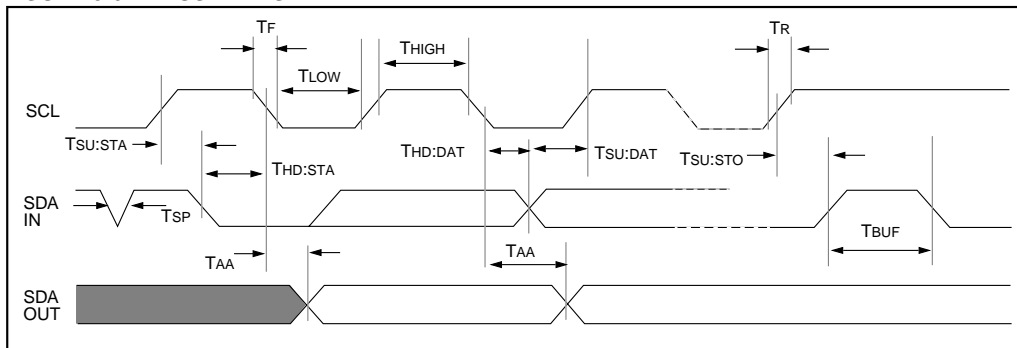 TF
TR
THIGH
TLOW
SCL
TSU:STA
THD:STA
THD:DAT
TSU:DAT
TSU:STO
SDA
IN
TSP
TBUF
TAA
TAA
SDA
OUT